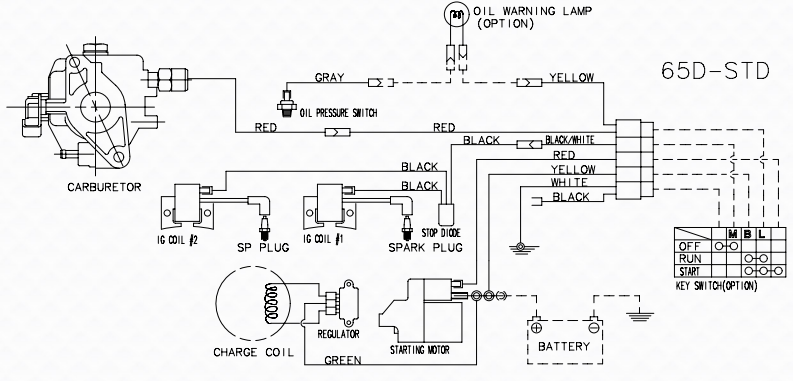 OIL WARNING LAMP
(OPTION)
65D-STD
GRAY
YELLOW
OIL PRESSURE SWITCH
RED
RED
BLACK
BLACK/WHITE
RED
YELLOW
WHITE
BLACK
CARBURETOR
BLACK
BLACK
IG COIL #2
SP PLUG
IG COIL #1
SPARK PLUG
STOP DIODE
M B L
OFF
RUN
START
KEY SWITCH(OPTION)
CHARGE COIL
REGULATOR
GREEN
STARTING MOTOR
BATTERY